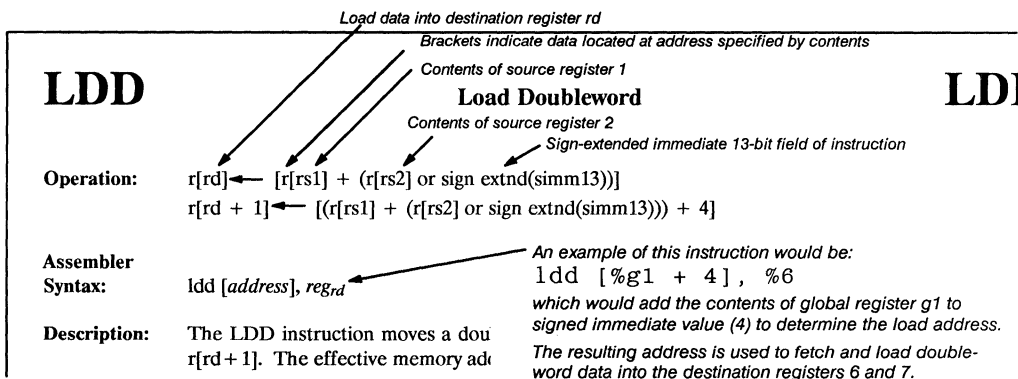 Load data into destination register rd
Brackets indicate data located at address specified by contents
Contents of source register 1
LDD
Load Doubleword
Contents of source register 2
Sign-extended immediate 13-bit field of instruction
Operation: r[rd] [r[rs1] + (r[rs2] or sign extnd(simm13))]
r[rd + 1] [(r[rs1] + (r[rs2] or sign extnd(simm13))) + 4]
Assembler
Syntax: ldd [address], regrd
An example of this instruction would be:
ldd [%g1 + 4], %6
which would add the contents of global register g1 to
signed immediate value (4) to determine the load address.
Description: The LDD instruction moves a dou
r[rd+1]. The effective memory
The resulting address is used to fetch and load double-
word data into the destination registers 6 and 7.